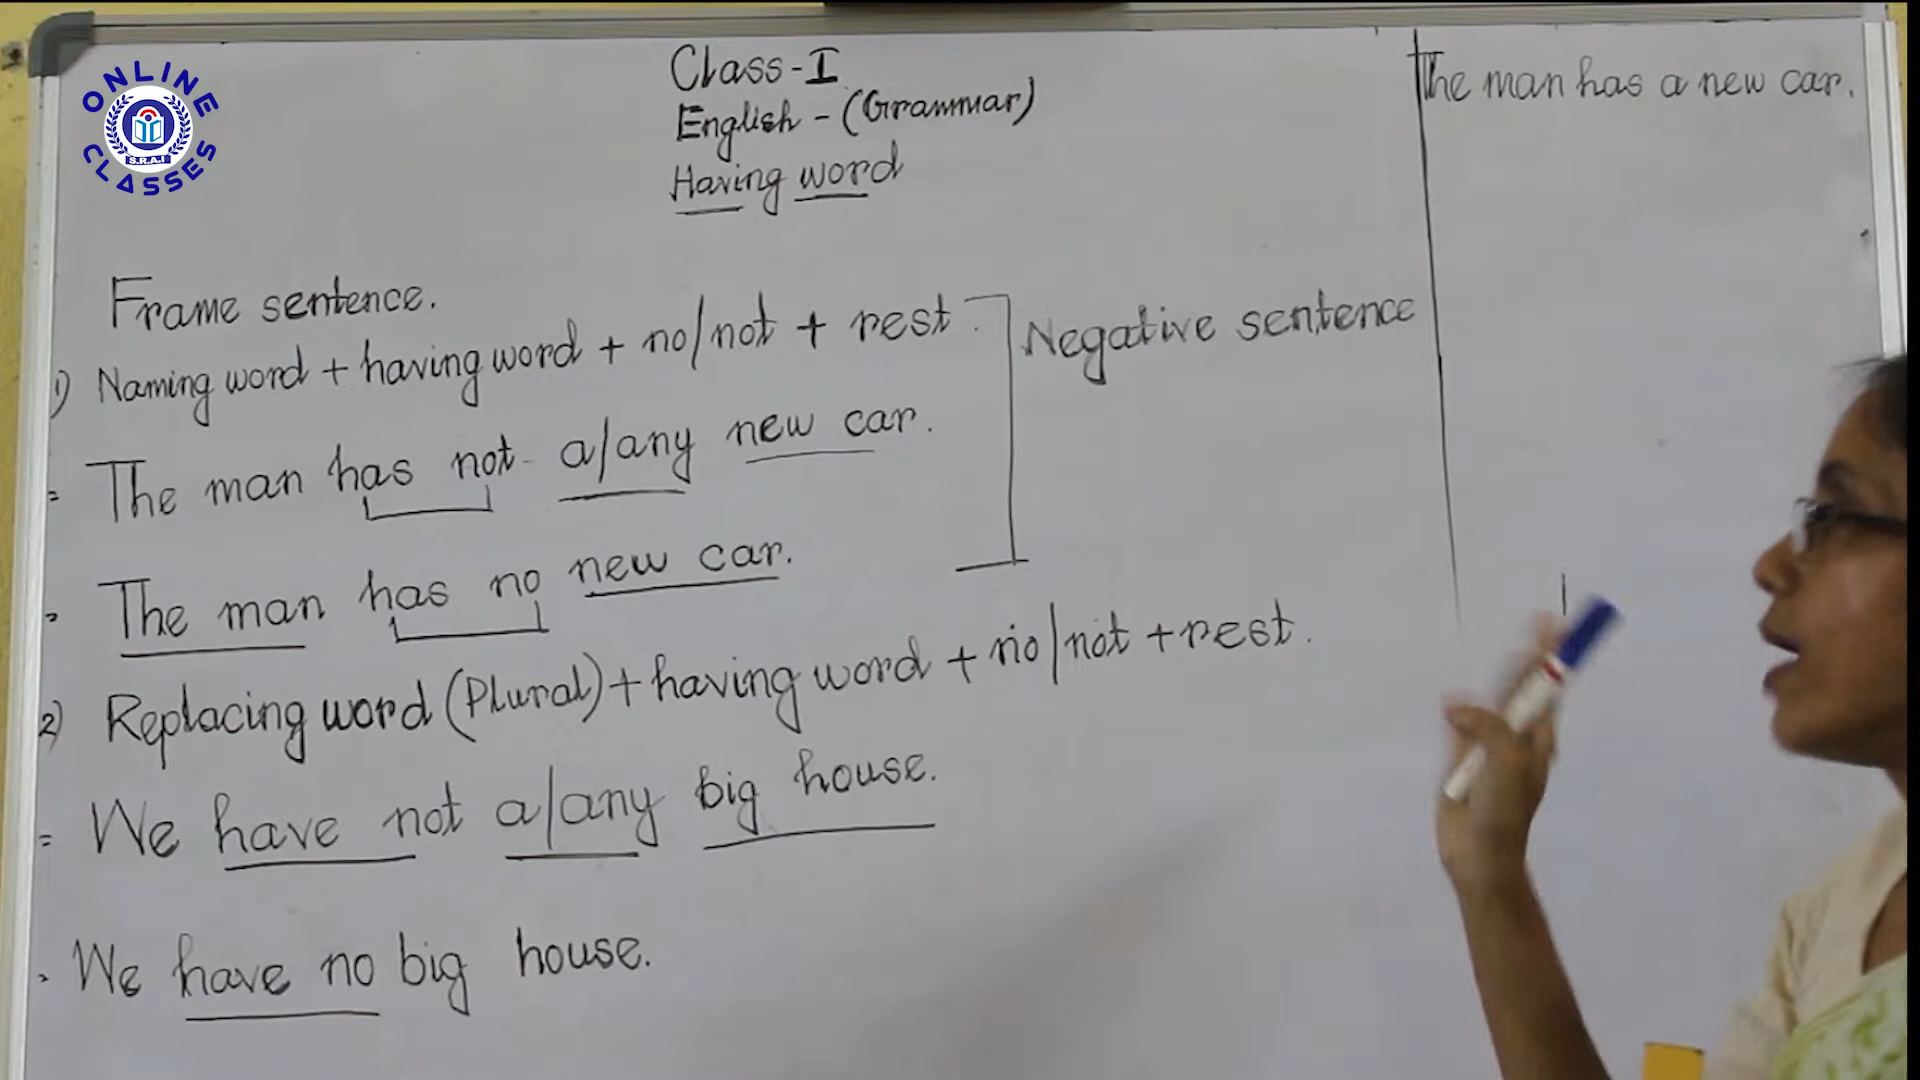 ONLINE CLASSES
S.R.A.I
Class-I
English - (Grammar)
Having word
Frame sentence.
1) Naming word + having word + no/not + rest.
= The man has not a/any new car.
The man has no new car.
Negative sentence
2) Replacing word (Plural) + having word + no/not + rest.
= We have not a/any big house.
We have no big house.
The man has a new car.